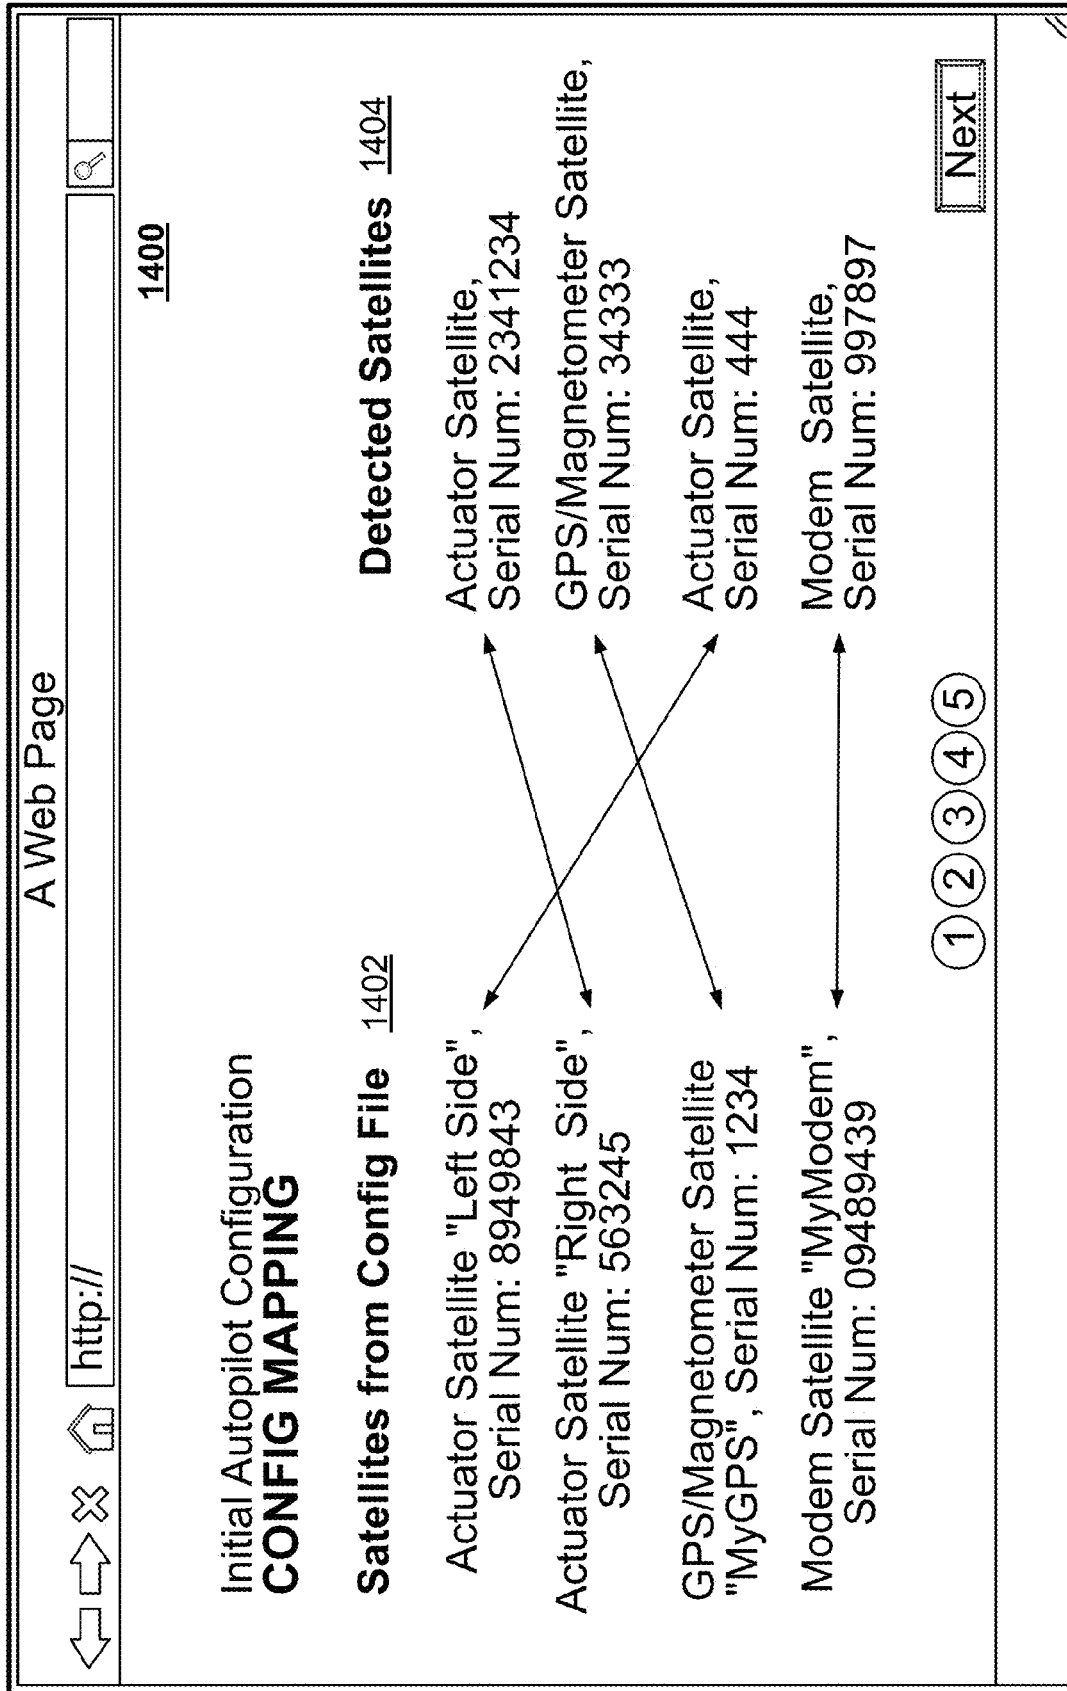 A Web Page
http://
1400
Initial Autopilot Configuration
CONFIG MAPPING
Satellites from Config File 1402
Detected Satellites 1404
Actuator Satellite "Left Side",
Serial Num: 8949843
Actuator Satellite,
Serial Num: 2341234
Actuator Satellite "Right Side",
Serial Num: 563245
GPS/Magnetometer Satellite,
Serial Num: 34333
GPS/Magnetometer Satellite
"MyGPS", Serial Num: 1234
Actuator Satellite,
Serial Num: 444
Modem Satellite "MyModem",
Serial Num: 09489439
Modem Satellite,
Serial Num: 997897
1 2 3 4 5
Next